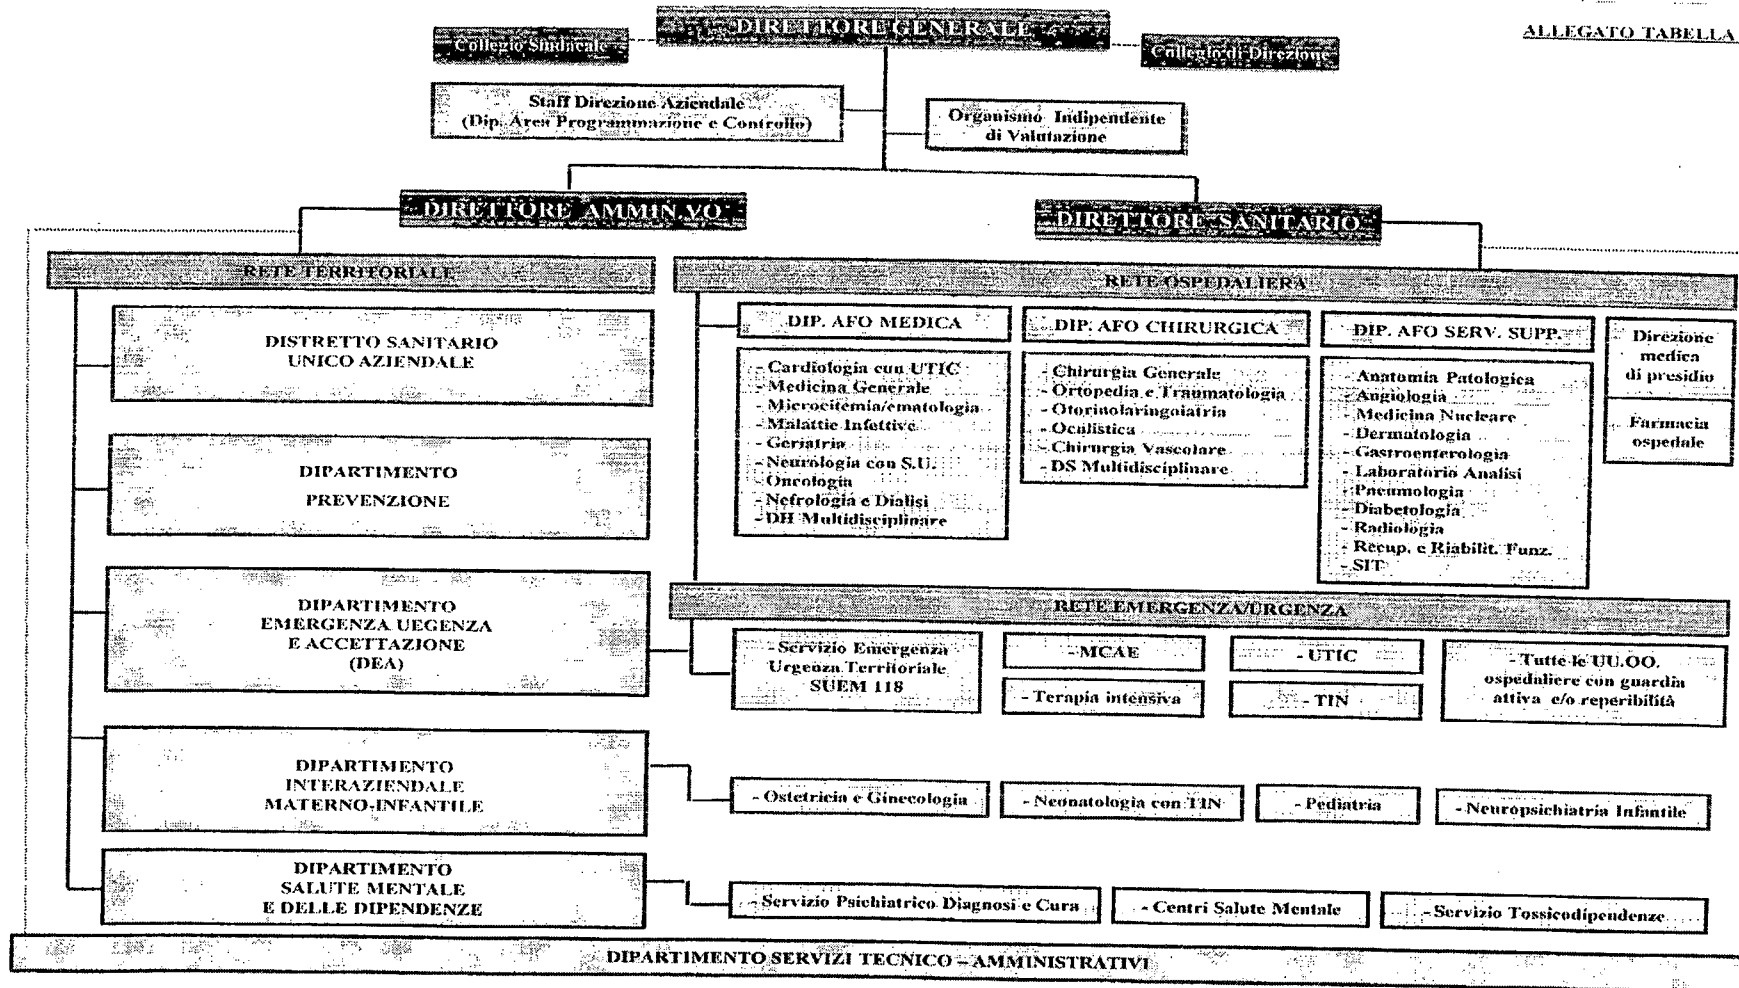 ALLEGATO TABELLA
DIRETTORE GENERALE
Collegio Sindacale
Collegio di Direzione
Staff Direzione Aziendale
(Dip. Area Programmazione e Controllo)
Organismo Indipendente
di Valutazione
DIRETTORE AMMIN.VO
DIRETTORE SANITARIO
RETE TERRITORIALE
DISTRETTO SANITARIO
UNICO AZIENDALE
DIPARTIMENTO
PREVENZIONE
DIPARTIMENTO
EMERGENZA UEGENZA
E ACCETTAZIONE
(DEA)
DIPARTIMENTO
INTERAZIENDALE
MATERNO-INFANTILE
DIPARTIMENTO
SALUTE MENTALE
E DELLE DIPENDENZE
RETE OSPEDALIERA
DIP. AFO MEDICA
- Cardiologia con UTIC
- Medicina Generale
- Microcitemia/ematologia
- Malattie Infettive
- Geriatria
- Neurologia con S.U.
- Oncologia
- Nefrologia e Dialisi
- DH Multidisciplinare
DIP. AFO CHIRURGICA
- Chirurgia Generale
- Ortopedia e Traumatologia
- Otorinolaringoiatria
- Oculistica
- Chirurgia Vascolare
- DS Multidisciplinare
DIP. AFO SERV. SUPP.
- Anatomia Patologica
- Angiologia
- Medicina Nucleare
- Dermatologia
- Gastroenterologia
- Laboratorio Analisi
- Pneumologia
- Diabetologia
- Radiologia
- Recup. e Riabilit. Funz.
- SIT
Direzione
medica
di presidio
Farmacia
ospedale
RETE EMERGENZA/URGENZA
- Servizio Emergenza
Urgenza Territoriale
SUEM 118
- MCAE
- Terapia intensiva
- UTIC
- TIN
- Tutte le UU.OO.
ospedaliere con guardia
attiva e/o reperibilità
- Ostetricia e Ginecologia
- Neonatologia con TIN
- Pediatria
- Neuropsichiatria Infantile
- Servizio Psichiatrico Diagnosi e Cura
- Centri Salute Mentale
- Servizio Tossicodipendenze
DIPARTIMENTO SERVIZI TECNICO – AMMINISTRATIVI